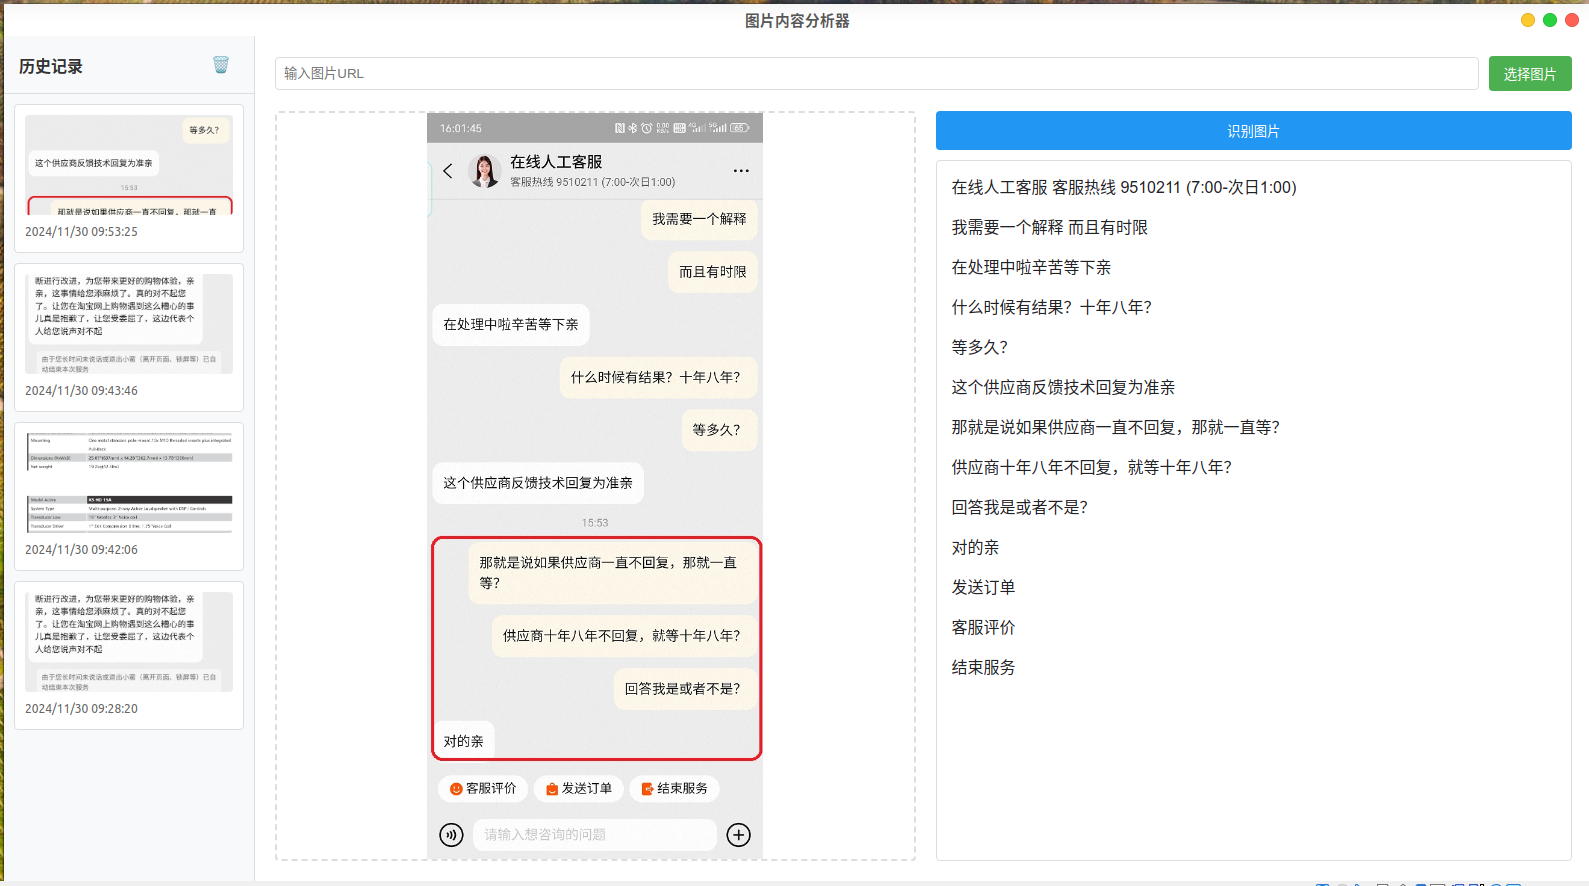 图片内容分析器
历史记录
等多久？
这个供应商反馈技术回复为准亲
15:53
那就是说如果供应商一直不回复，那就一直
2024/11/30 09:53:25
断进行改进，为您带来更好的购物体验，亲
亲，这事情给您添麻烦了。真的对不起您
了。让您在淘宝网上购物遇到这么糟心的事
儿真是抱歉了，让您受委屈了，这边代表个
人给您说声对不起
由于您长时间未说话或退出小窗（离开页面、锁屏等）已自
动结束本次服务
2024/11/30 09:43:46
Mounting
Pull-Back
Dimensions (HxWxD)
Net weight
Model Active
KS HD 15A
System Type
Transducer Low
Transducer Driver
2024/11/30 09:42:06
断进行改进，为您带来更好的购物体验，亲
亲，这事情给您添麻烦了。真的对不起您
了。让您在淘宝网上购物遇到这么糟心的事
儿真是抱歉了，让您受委屈了，这边代表个
人给您说声对不起
由于您长时间未说话或退出小窗（离开页面、锁屏等）已自
动结束本次服务
2024/11/30 09:28:20
输入图片URL
选择图片
16:01:45
在线人工客服
客服热线 9510211 (7:00-次日1:00)
我需要一个解释
而且有时限
在处理中啦辛苦等下亲
什么时候有结果？十年八年？
等多久？
这个供应商反馈技术回复为准亲
15:53
那就是说如果供应商一直不回复，那就一直
等？
供应商十年八年不回复，就等十年八年？
回答我是或者不是？
对的亲
客服评价
发送订单
结束服务
请输入想咨询的问题
识别图片
在线人工客服 客服热线 9510211 (7:00-次日1:00)
我需要一个解释 而且有时限
在处理中啦辛苦等下亲
什么时候有结果？十年八年？
等多久？
这个供应商反馈技术回复为准亲
那就是说如果供应商一直不回复，那就一直等？
供应商十年八年不回复，就等十年八年？
回答我是或者不是？
对的亲
发送订单
客服评价
结束服务